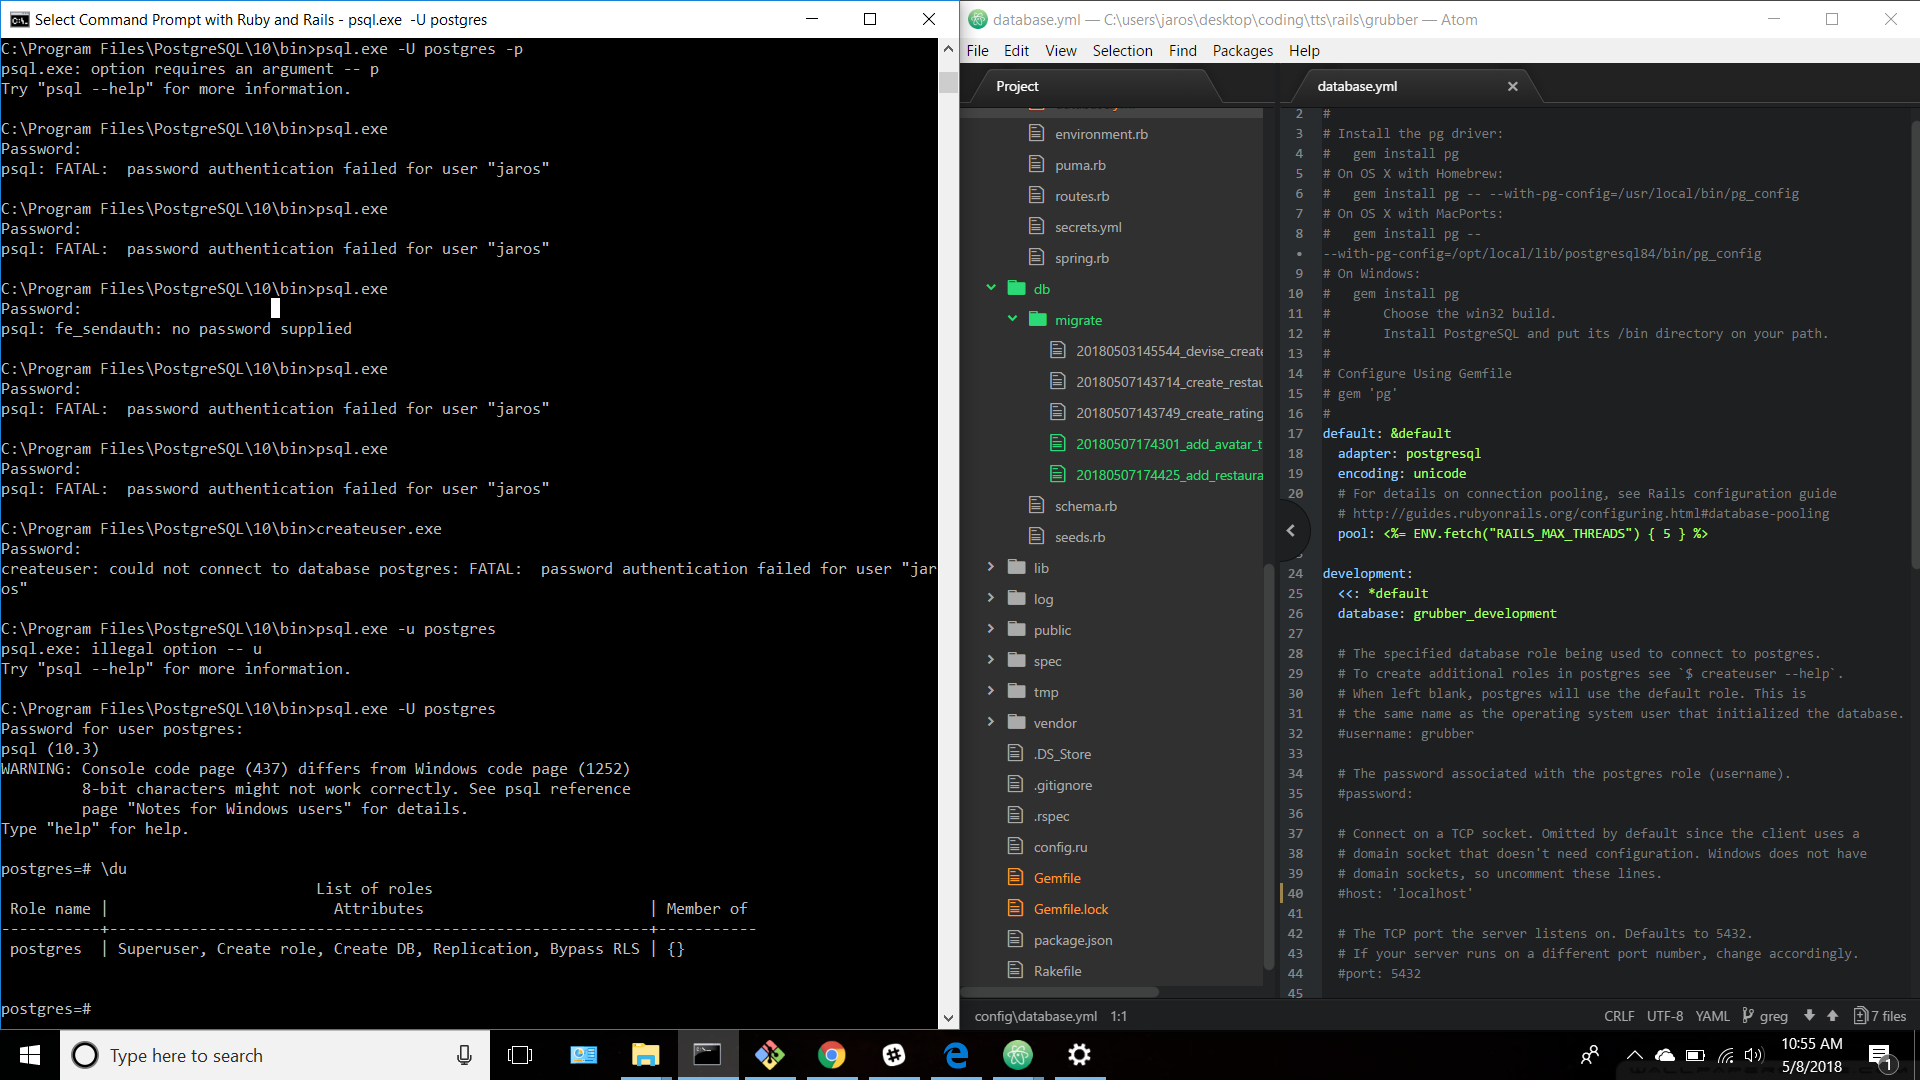 Select Command Prompt with Ruby and Rails - psql.exe  -U postgres
C:\Program Files\PostgreSQL\10\bin>psql.exe -U postgres -p
psql.exe: option requires an argument -- p
Try "psql --help" for more information.
C:\Program Files\PostgreSQL\10\bin>psql.exe
Password:
psql: FATAL:  password authentication failed for user "jaros"
C:\Program Files\PostgreSQL\10\bin>psql.exe
Password:
psql: FATAL:  password authentication failed for user "jaros"
C:\Program Files\PostgreSQL\10\bin>psql.exe
Password:
psql: fe_sendauth: no password supplied
C:\Program Files\PostgreSQL\10\bin>psql.exe
Password:
psql: FATAL:  password authentication failed for user "jaros"
C:\Program Files\PostgreSQL\10\bin>psql.exe
Password:
psql: FATAL:  password authentication failed for user "jaros"
C:\Program Files\PostgreSQL\10\bin>createuser.exe
Password:
createuser: could not connect to database postgres: FATAL:  password authentication failed for user "jar
os"
C:\Program Files\PostgreSQL\10\bin>psql.exe -u postgres
psql.exe: illegal option -- u
Try "psql --help" for more information.
C:\Program Files\PostgreSQL\10\bin>psql.exe -U postgres
Password for user postgres:
psql (10.3)
WARNING: Console code page (437) differs from Windows code page (1252)
         8-bit characters might not work correctly. See psql reference
         page "Notes for Windows users" for details.
Type "help" for help.
postgres=# \du
                                   List of roles
 Role name |                         Attributes                         | Member of
-----------+------------------------------------------------------------+-----------
 postgres  | Superuser, Create role, Create DB, Replication, Bypass RLS | {}
postgres=#
database.yml — C:\users\jaros\desktop\coding\tts\rails\grubber — Atom
File Edit View Selection Find Packages Help
Project
environment.rb
puma.rb
routes.rb
secrets.yml
spring.rb
db
migrate
20180503145544_devise_create
20180507143714_create_restau
20180507143749_create_rating
20180507174301_add_avatar_t
20180507174425_add_restaura
schema.rb
seeds.rb
lib
log
public
spec
tmp
vendor
.DS_Store
.gitignore
.rspec
config.ru
Gemfile
Gemfile.lock
package.json
Rakefile
database.yml
2 #
3 # Install the pg driver:
4 #   gem install pg
5 # On OS X with Homebrew:
6 #   gem install pg -- --with-pg-config=/usr/local/bin/pg_config
7 # On OS X with MacPorts:
8 #   gem install pg --
• --with-pg-config=/opt/local/lib/postgresql84/bin/pg_config
9 # On Windows:
10 #   gem install pg
11 #       Choose the win32 build.
12 #       Install PostgreSQL and put its /bin directory on your path.
13 #
14 # Configure Using Gemfile
15 # gem 'pg'
16 #
17 default: &default
18   adapter: postgresql
19   encoding: unicode
20   # For details on connection pooling, see Rails configuration guide
  # http://guides.rubyonrails.org/configuring.html#database-pooling
  pool: <%= ENV.fetch("RAILS_MAX_THREADS") { 5 } %>
24 development:
25   <<: *default
26   database: grubber_development
27
28   # The specified database role being used to connect to postgres.
29   # To create additional roles in postgres see `$ createuser --help`.
30   # When left blank, postgres will use the default role. This is
31   # the same name as the operating system user that initialized the database.
32   #username: grubber
33
34   # The password associated with the postgres role (username).
35   #password:
36
37   # Connect on a TCP socket. Omitted by default since the client uses a
38   # domain socket that doesn't need configuration. Windows does not have
39   # domain sockets, so uncomment these lines.
40   #host: 'localhost'
41
42   # The TCP port the server listens on. Defaults to 5432.
43   # If your server runs on a different port number, change accordingly.
44   #port: 5432
45
config\database.yml 1:1
CRLF UTF-8 YAML greg 7 files
Type here to search
10:55 AM
5/8/2018
1